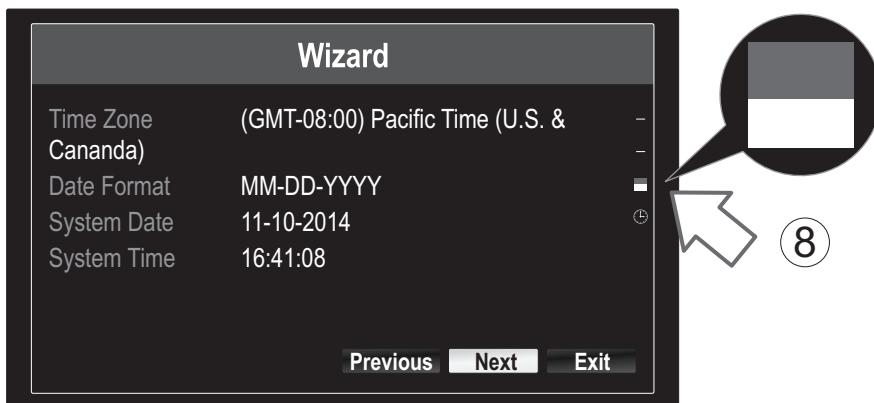 Wizard
Time Zone (GMT-08:00) Pacific Time (U.S. & –
Cananda) –
Date Format MM-DD-YYYY
System Date 11-10-2014
System Time 16:41:08
Previous Next Exit
8